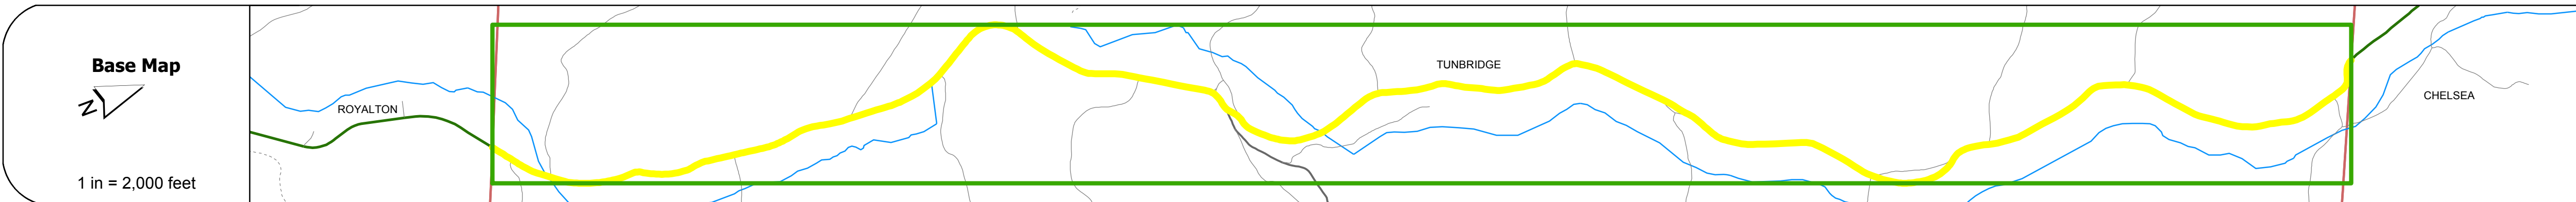 Base Map
N
1 in = 2,000 feet
ROYALTON
TUNBRIDGE
CHELSEA